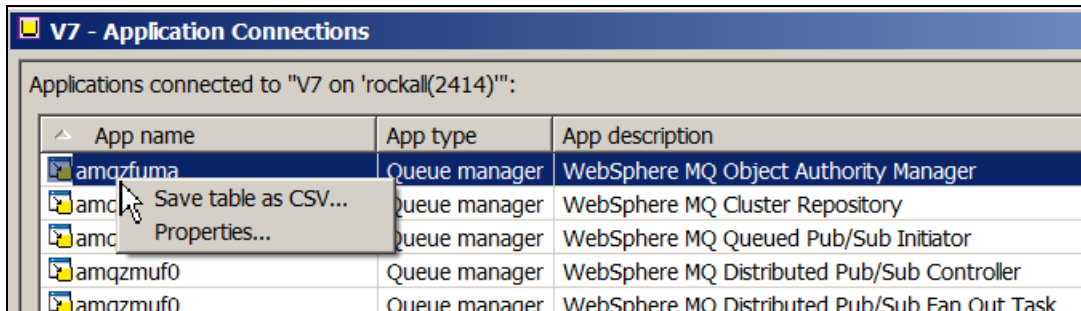 V7 - Application Connections
Applications connected to "V7 on 'rockall(2414)'":
App name App type App description
amqzfuma Queue manager WebSphere MQ Object Authority Manager
Save table as CSV...
Queue manager WebSphere MQ Cluster Repository
Properties...
Queue manager WebSphere MQ Queued Pub/Sub Initiator
amqzmuf0 Queue manager WebSphere MQ Distributed Pub/Sub Controller
amqzmuf0 Queue manager WebSphere MQ Distributed Pub/Sub Fan Out Task